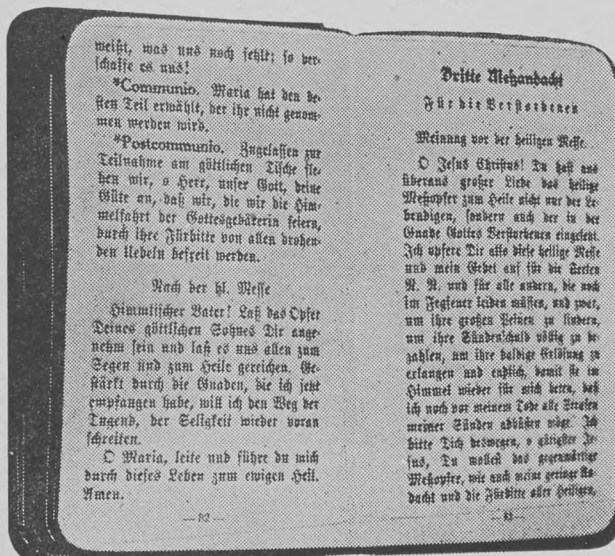 weißt, was uns noch fehlt; so ver-
schaffe es uns!
*Communio. Maria hat den be-
sten Teil erwählt, der ihr nicht genom-
men werden wird.
*Postcommunio. Zugelassen zur
Teilnahme am göttlichen Tische fle-
hen wir, o Herr, unser Gott, deine
Güte an, daß wir, die wir die Him-
melfahrt der Gottesgebärerin feiern,
durch ihre Fürbitte von allen drohen-
den Uebeln befreit werden.
Nach der hl. Messe
Himmlischer Vater! Laß das Opfer
Deines göttlichen Sohnes Dir ange-
nehm sein und laß es uns allen zum
Segen und zum Heile gereichen. Ge-
stärkt durch die Gnaden, die ich jetzt
empfangen habe, will ich den Weg der
Tugend, der Seligkeit wieder voran
schreiten.
O Maria, leite und führe du mich
durch dieses Leben zum ewigen Heil.
Amen.
— 82 —
Dritte Meßandacht
Für die Verstorbenen
Meinung vor der heiligen Messe.
O Jesus Christus! Du hast aus
überaus großer Liebe das heilige
Meßopfer zum Heile nicht nur der Le-
bendigen, sondern auch der in der
Gnade Gottes Verstorbenen eingesetzt.
Ich opfere Dir also diese heilige Messe
und mein Gebet auf für die Seelen
N. N. und für alle andern, die noch
im Fegfeuer leiden müssen, und zwar,
um ihre großen Peinen zu lindern,
um ihre Sündenschuld völlig zu be-
zahlen, um ihre baldige Erlösung zu
erlangen und endlich, damit sie im
Himmel wieder für mich beten, daß
ich noch vor meinem Tode alle Strafen
meiner Sünden abbüßen möge. Ich
bitte Dich deswegen, o gütigster Je-
sus, Du wollest das gegenwärtige
Meßopfer, wie auch meine geringe An-
dacht und die Fürbitte aller Heiligen,
— 83 —